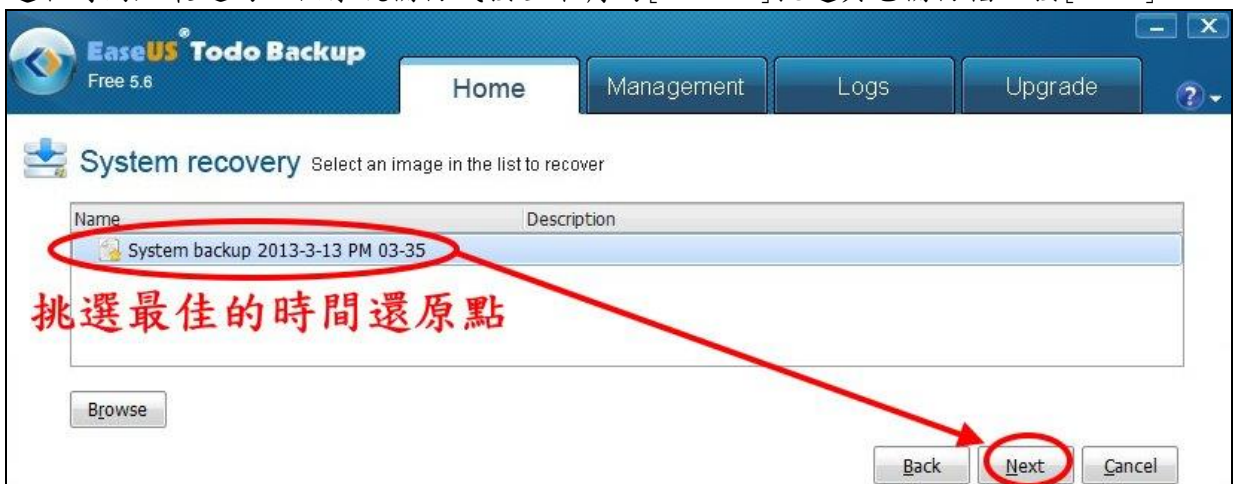 EaseUS® Todo Backup
Free 5.6
Home
Management
Logs
Upgrade
System recovery Select an image in the list to recover
Name
Description
System backup 2013-3-13 PM 03-35
挑選最佳的時間還原點
Browse
Back
Next
Cancel